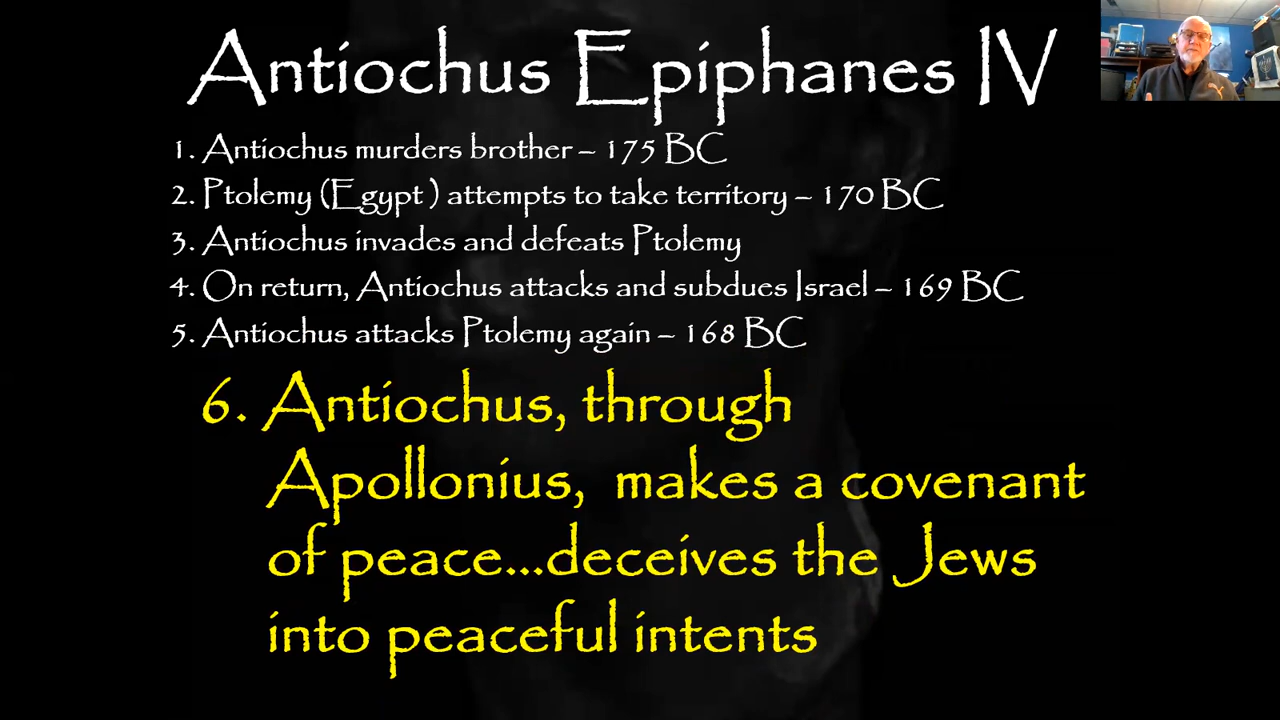 Antiochus Epiphanes IV
1. Antiochus murders brother – 175 BC
2. Ptolemy (Egypt ) attempts to take territory – 170 BC
3. Antiochus invades and defeats Ptolemy
4. On return, Antiochus attacks and subdues Israel – 169 BC
5. Antiochus attacks Ptolemy again – 168 BC
6. Antiochus, through
Apollonius, makes a covenant
of peace...deceives the Jews
into peaceful intents